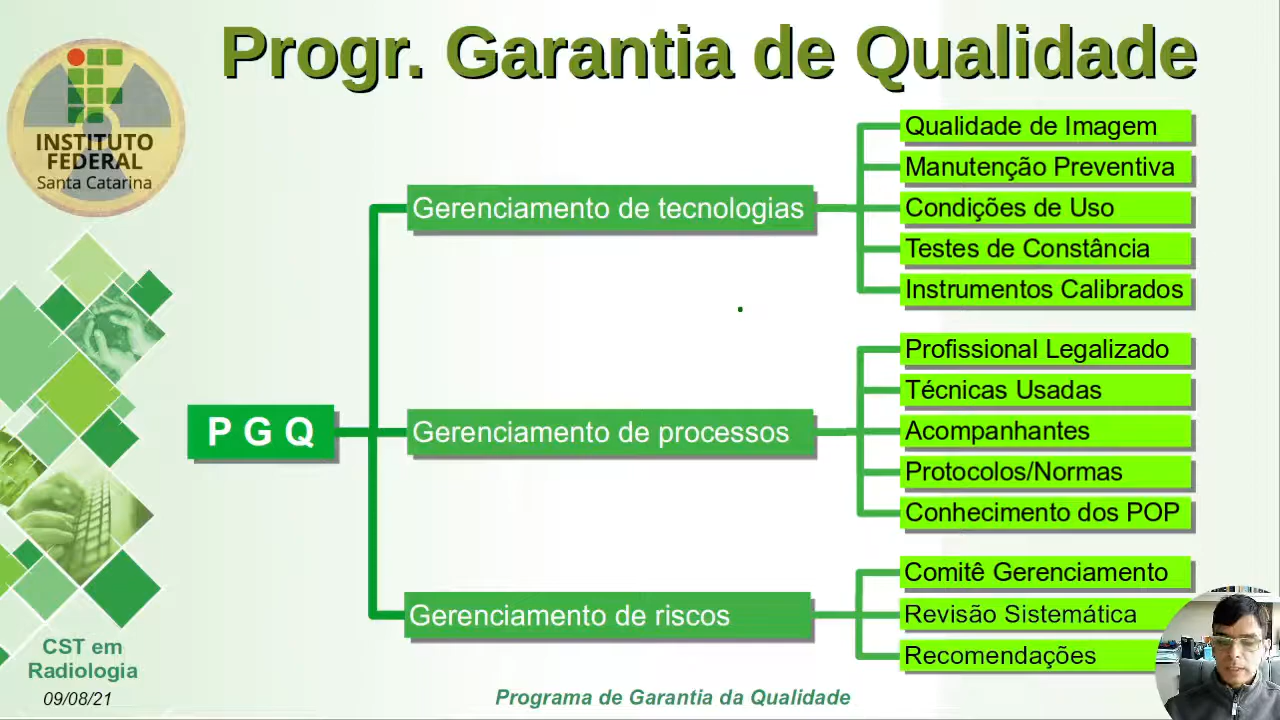 Progr. Garantia de Qualidade
INSTITUTO
FEDERAL
Santa Catarina
P G Q
Gerenciamento de tecnologias
Qualidade de Imagem
Manutenção Preventiva
Condições de Uso
Testes de Constância
Instrumentos Calibrados
Gerenciamento de processos
Profissional Legalizado
Técnicas Usadas
Acompanhantes
Protocolos/Normas
Conhecimento dos POP
Gerenciamento de riscos
Comitê Gerenciamento
Revisão Sistemática
Recomendações
CST em
Radiologia
09/08/21
Programa de Garantia da Qualidade